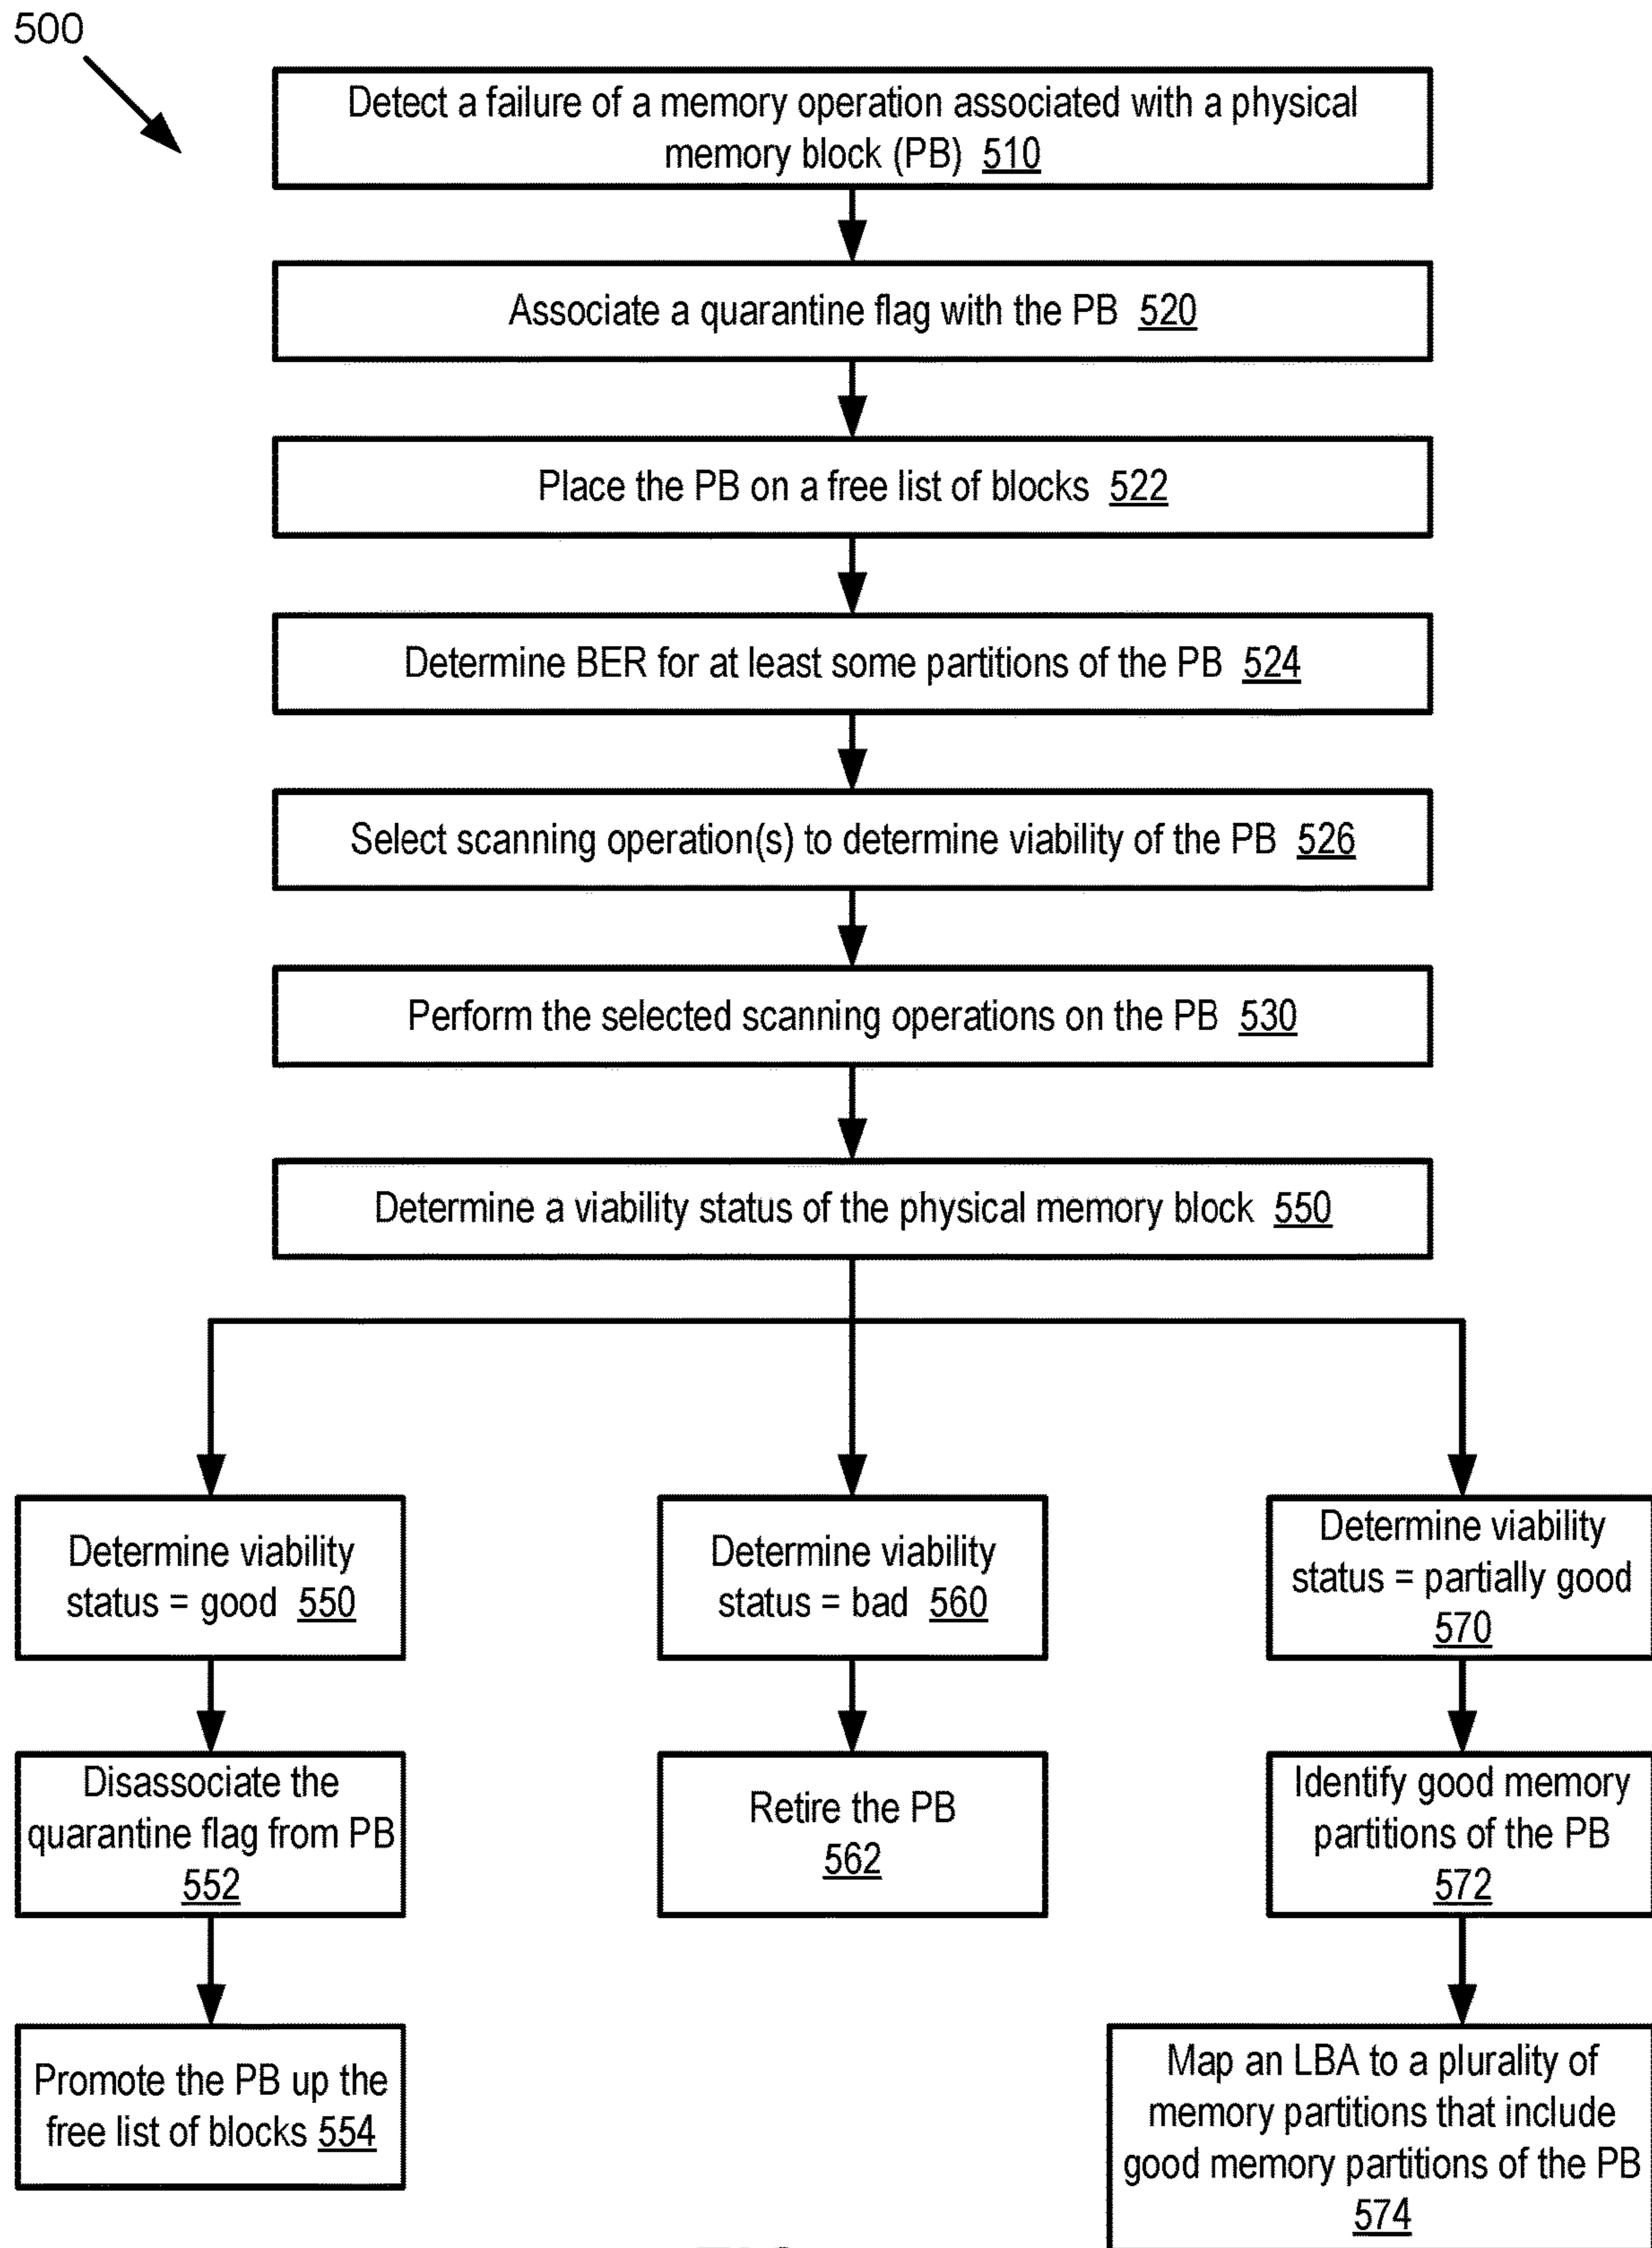 500
Detect a failure of a memory operation associated with a physical
memory block (PB) 510
Associate a quarantine flag with the PB 520
Place the PB on a free list of blocks 522
Determine BER for at least some partitions of the PB 524
Select scanning operation(s) to determine viability of the PB 526
Perform the selected scanning operations on the PB 530
Determine a viability status of the physical memory block 550
Determine viability
status = good 550
Disassociate the
quarantine flag from PB
552
Promote the PB up the
free list of blocks 554
Determine viability
status = bad 560
Retire the PB
562
Determine viability
status = partially good
570
Identify good memory
partitions of the PB
572
Map an LBA to a plurality of
memory partitions that include
good memory partitions of the PB
574